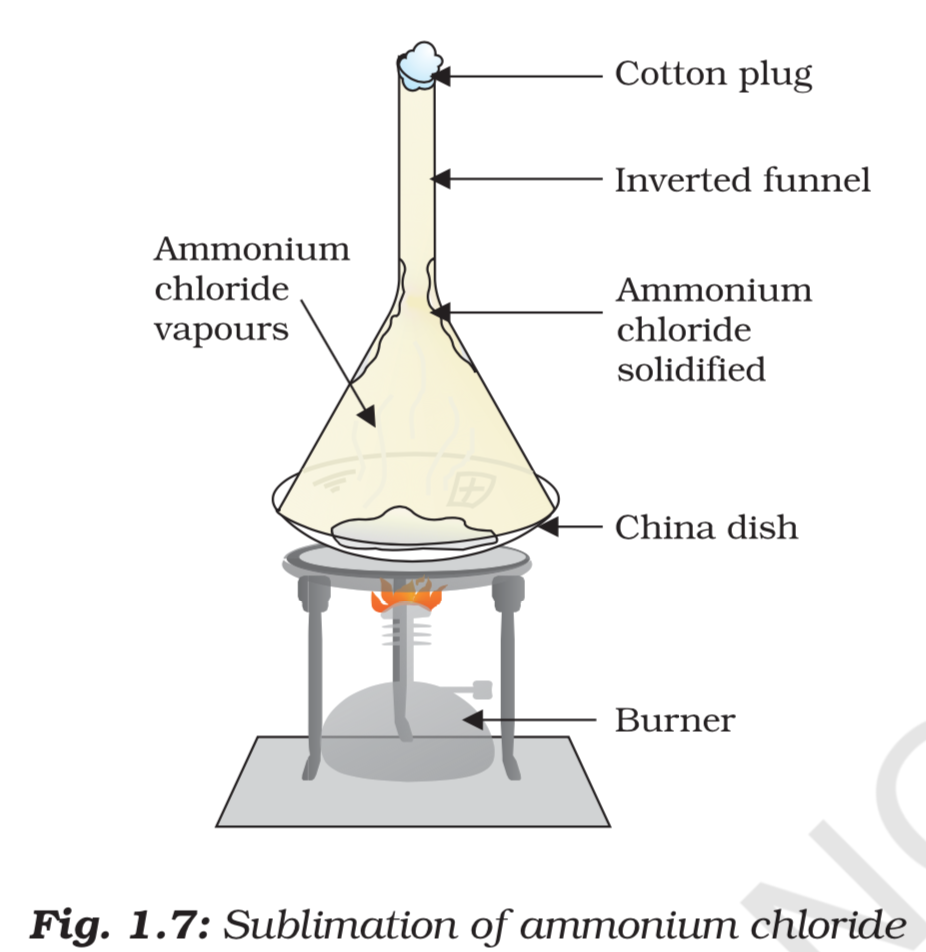 Cotton plug
Inverted funnel
Ammonium
chloride
vapours
Ammonium
chloride
solidified
China dish
Burner
Fig. 1.7: Sublimation of ammonium chloride